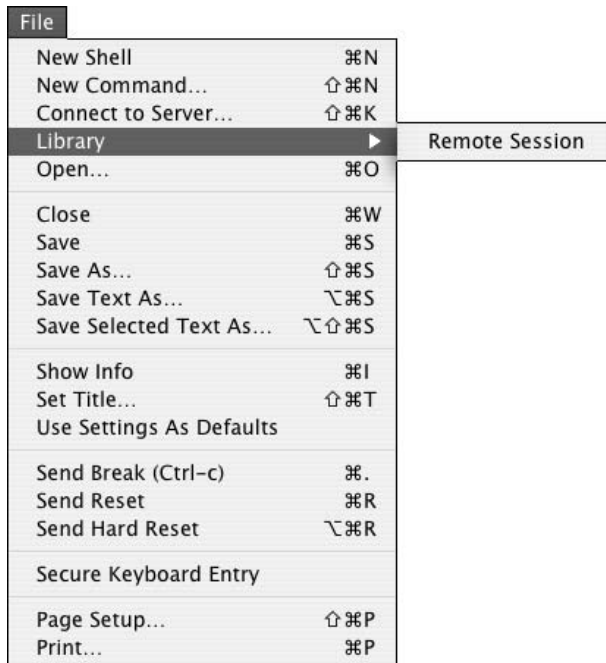 File
New Shell ⌘N
New Command... ⇧⌘N
Connect to Server... ⇧⌘K
Library ▶ Remote Session
Open... ⌘O
Close ⌘W
Save ⌘S
Save As... ⇧⌘S
Save Text As... ⌥⌘S
Save Selected Text As... ⌥⇧⌘S
Show Info ⌘I
Set Title... ⇧⌘T
Use Settings As Defaults
Send Break (Ctrl-c) ⌘.
Send Reset ⌘R
Send Hard Reset ⌥⌘R
Secure Keyboard Entry
Page Setup... ⇧⌘P
Print... ⌘P